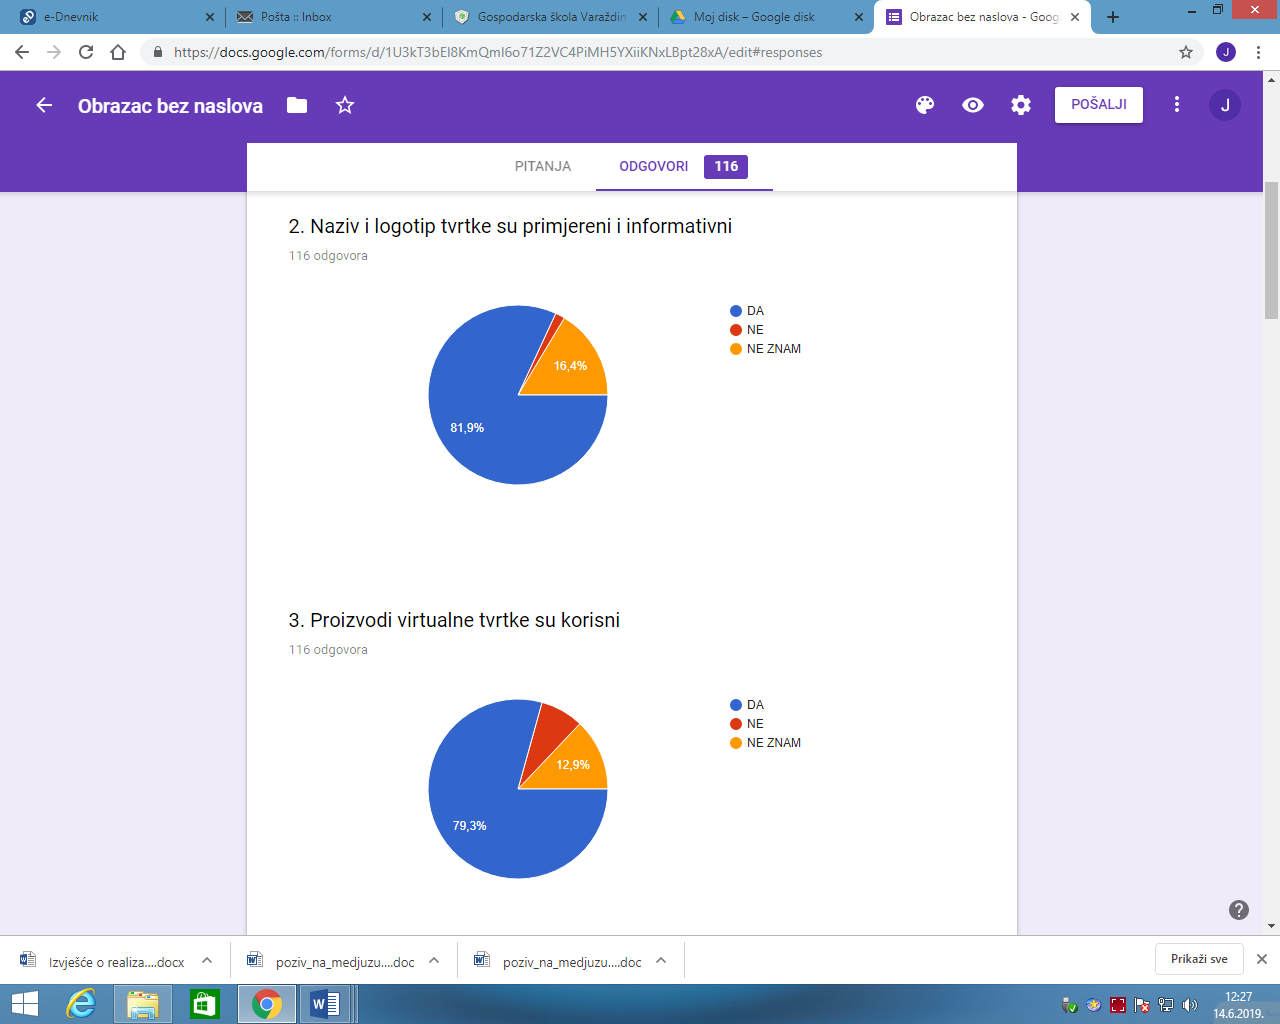 e-Dnevnik
Pošta :: Inbox
Gospodarska škola Varaždin
Moj disk – Google disk
Obrazac bez naslova - Goog
https://docs.google.com/forms/d/1U3kT3bEl8KmQmI6o71Z2VC4PiMH5YXiiKNxLBpt28xA/edit#responses
J
Obrazac bez naslova
POŠALJI
J
PITANJA
ODGOVORI
116
2. Naziv i logotip tvrtke su primjereni i informativni
116 odgovora
DA
NE
NE ZNAM
16,4%
81,9%
3. Proizvodi virtualne tvrtke su korisni
116 odgovora
DA
NE
NE ZNAM
12,9%
79,3%
Izvješće o realiza....docx
poziv_na_medjuzu....doc
poziv_na_medjuzu....doc
Prikaži sve
12:27
14.6.2019.